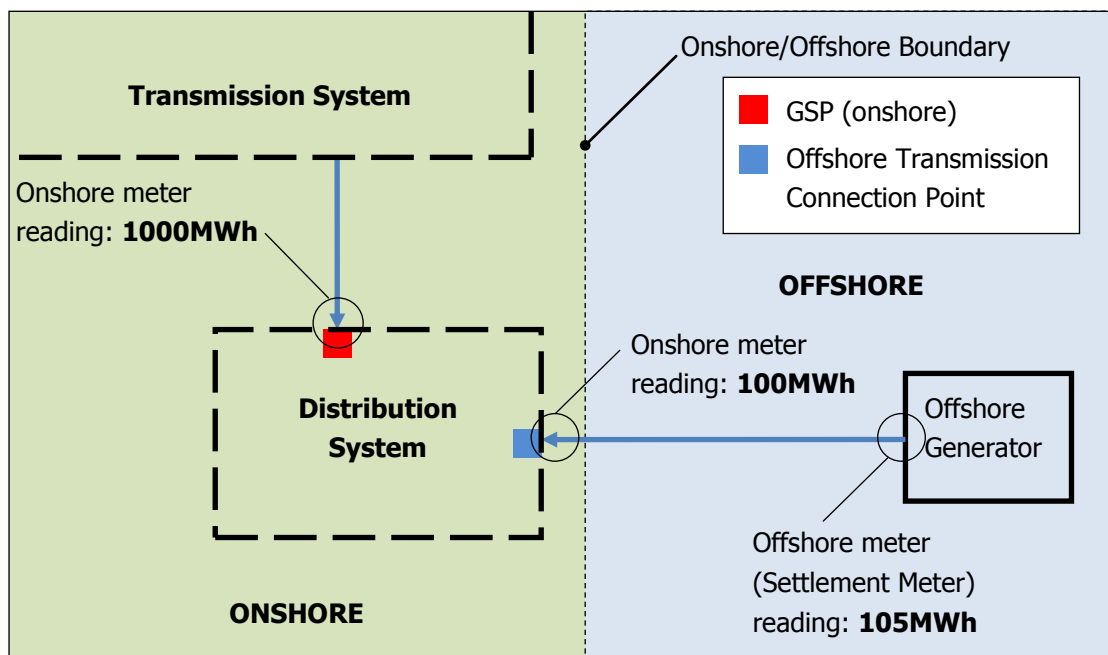 Transmission System
Onshore/Offshore Boundary
GSP (onshore)
Offshore Transmission
Connection Point
Onshore meter
reading: 1000MWh
OFFSHORE
Onshore meter
reading: 100MWh
Distribution
System
Offshore
Generator
Offshore meter
(Settlement Meter)
reading: 105MWh
ONSHORE